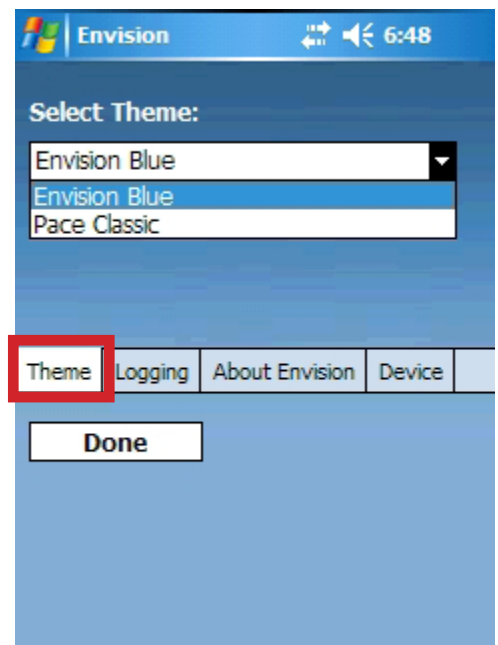 Envision 6:48
Select Theme:
Envision Blue
Envision Blue
Pace Classic
Theme Logging About Envision Device
Done